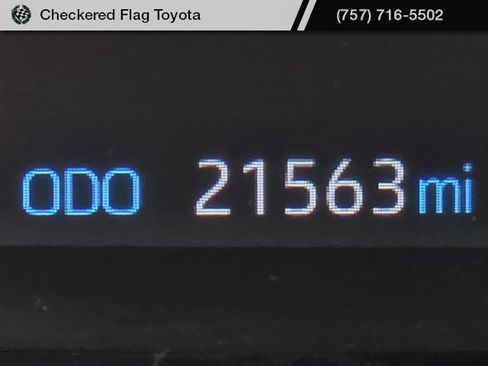 Checkered Flag Toyota
(757) 716-5502
ODO 21563 mi